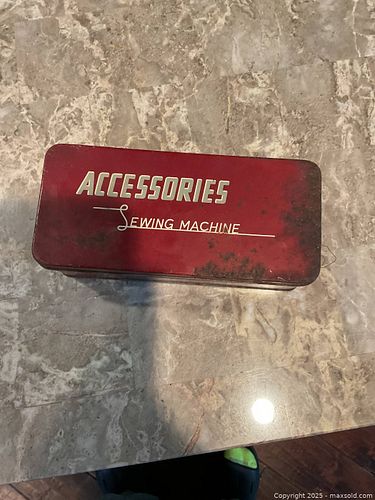 ACCESSORIES
SEWING MACHINE
Copyright 2025 - maxsold.com